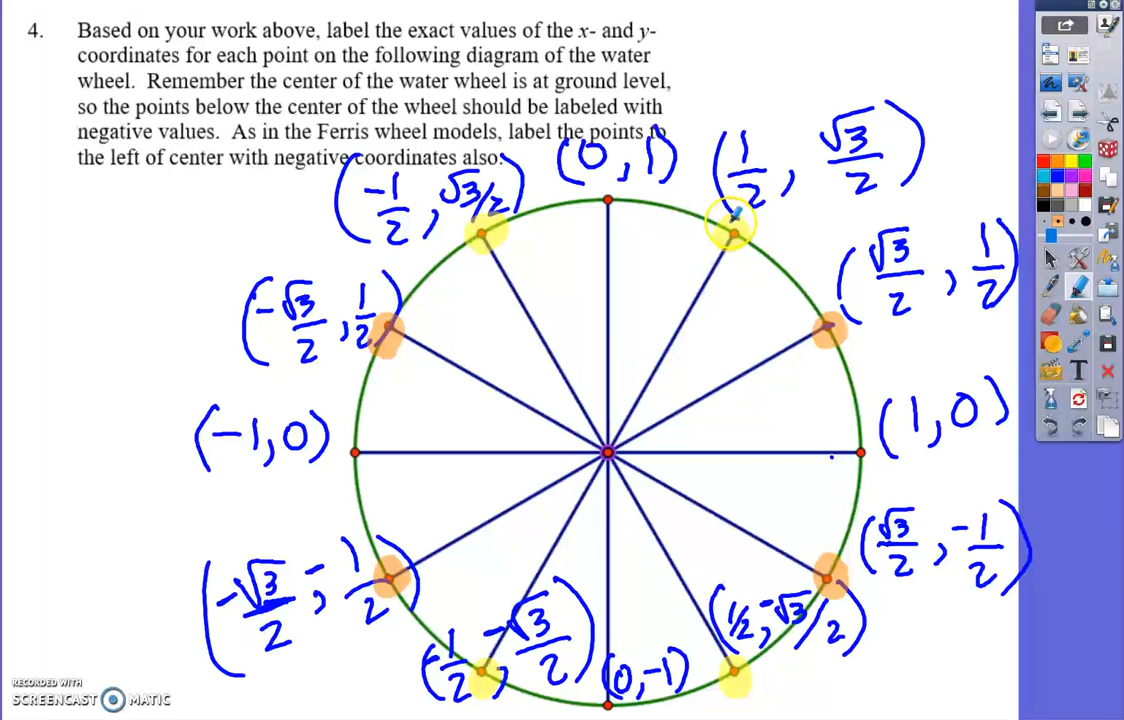 4. Based on your work above, label the exact values of the x- and y-
coordinates for each point on the following diagram of the water
wheel. Remember the center of the water wheel is at ground level,
so the points below the center of the wheel should be labeled with
negative values. As in the Ferris wheel models, label the points to
the left of center with negative coordinates also:
(0, 1)
(1/2, √3/2)
(-1/2, √3/2)
(√3/2, 1/2)
(-√3/2, 1/2)
(1, 0)
(-1, 0)
(√3/2, -1/2)
(-√3/2, -1/2)
(1/2, -√3/2)
(-1/2, -√3/2)
(0, -1)
T
RECORDED WITH
SCREENCAST MATIC